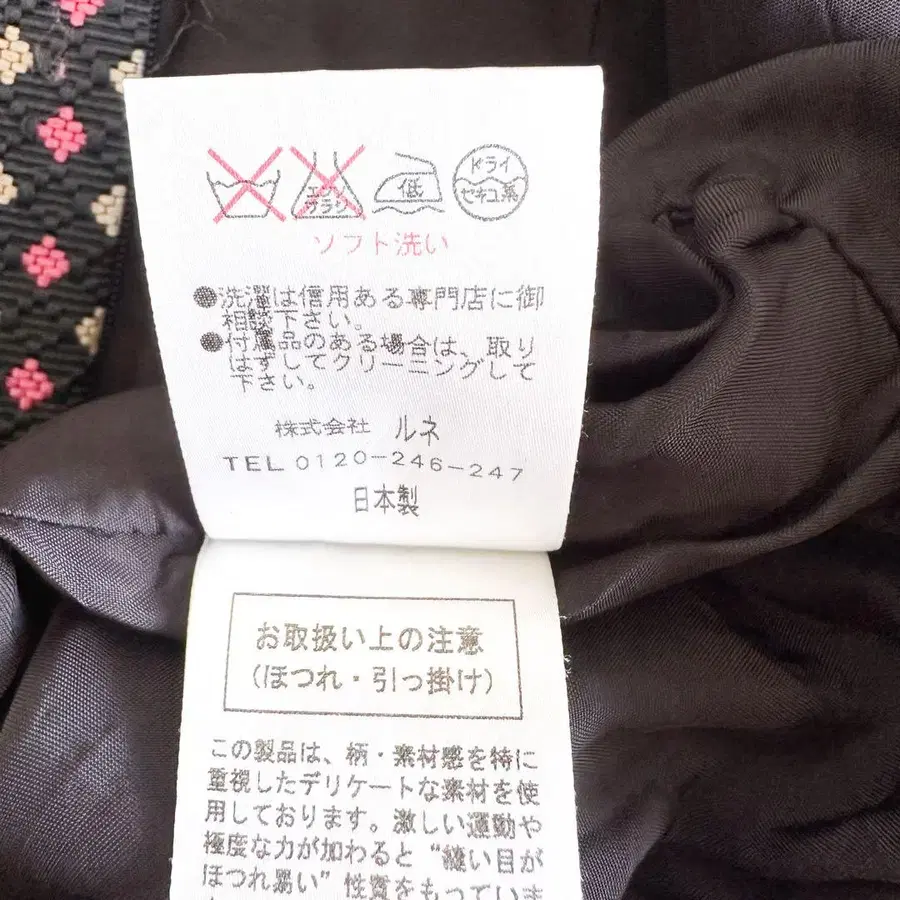 エンソ
ブラシ
低
ドライ
セキユ系
ソフト洗い
●洗濯は信用ある専門店に御
相談下さい。
●付属品のある場合は、取り
はずしてクリーニングして
下さい。
株式会社 ルネ
TEL 0120-246-247
日本製
お取扱い上の注意
(ほつれ・引っ掛け)
この製品は、柄・素材感を特に
重視したデリケートな素材を使
用しております。激しい運動や
極度な力が加わると“縫い目が
ほつれ易い”性質をもっていま